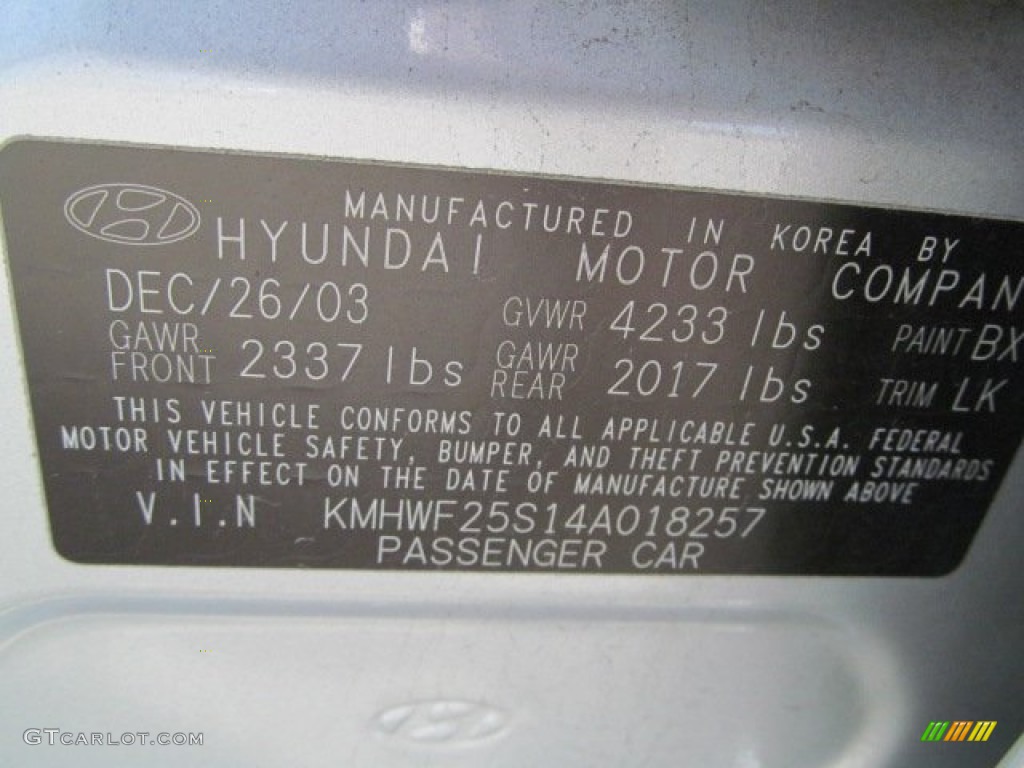 MANUFACTURED IN KOREA BY
HYUNDAI MOTOR COMPAN
DEC/26/03 GVWR 4233 lbs PAINT BX
GAWR FRONT 2337 lbs GAWR REAR 2017 lbs TRIM LK
THIS VEHICLE CONFORMS TO ALL APPLICABLE U.S.A. FEDERAL
MOTOR VEHICLE SAFETY, BUMPER, AND THEFT PREVENTION STANDARDS
IN EFFECT ON THE DATE OF MANUFACTURE SHOWN ABOVE
V.I.N KMHWF25S14A018257
PASSENGER CAR
GTCARLOT.COM